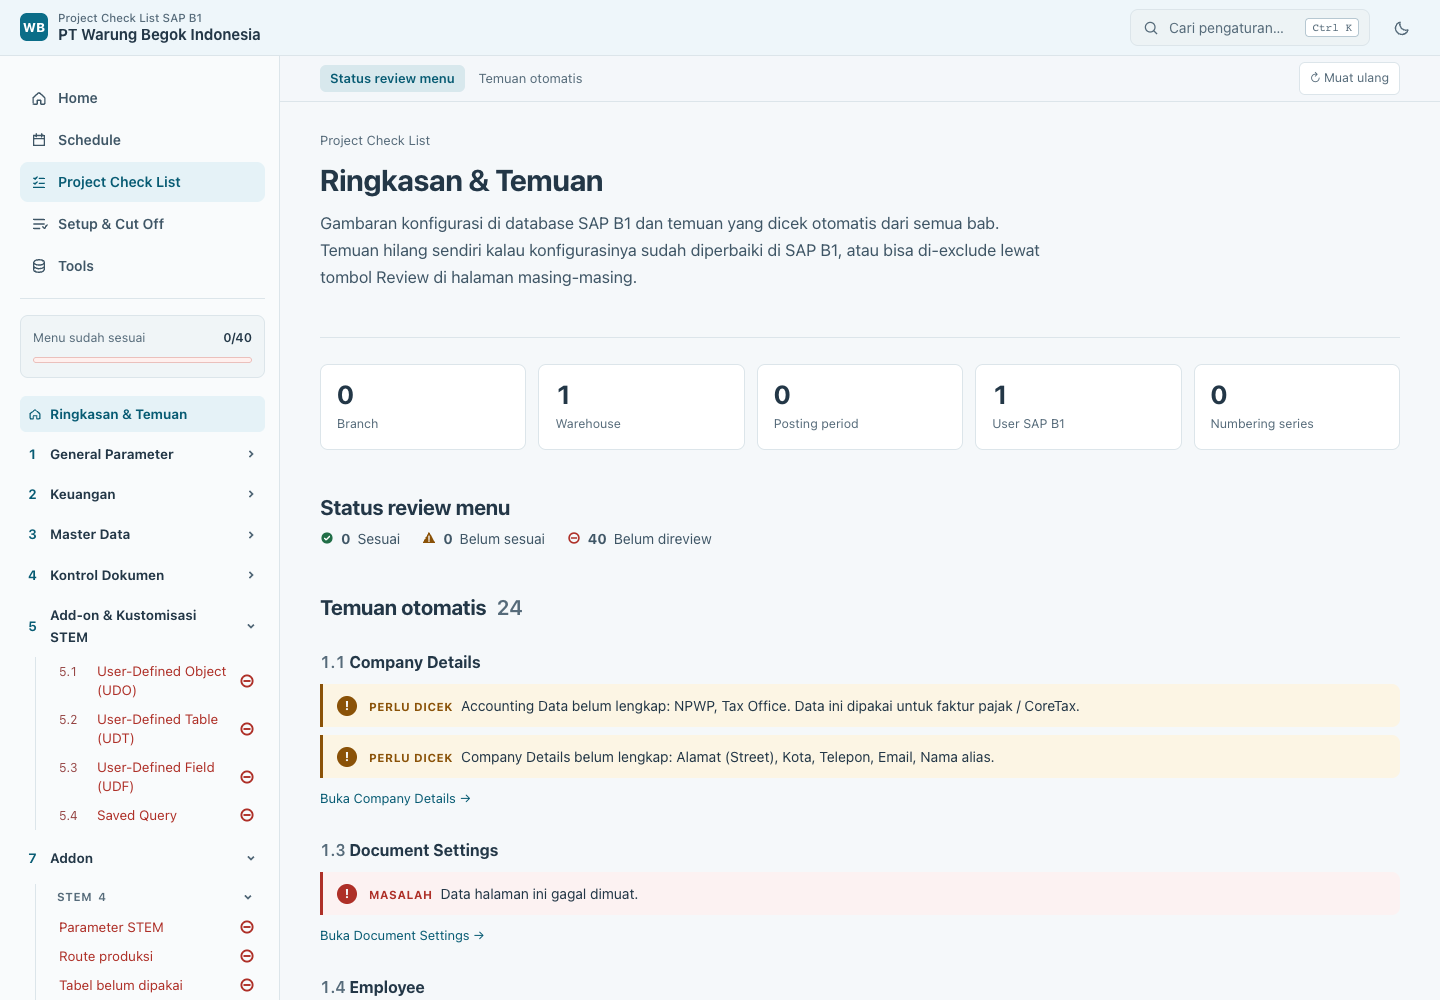 WB
Project Check List SAP B1
PT Warung Begok Indonesia
Cari pengaturan...
Ctrl K
Home
Schedule
Project Check List
Setup & Cut Off
Tools
Menu sudah sesuai 0/40
Ringkasan & Temuan
1 General Parameter
2 Keuangan
3 Master Data
4 Kontrol Dokumen
5 Add-on & Kustomisasi
STEM
5.1 User-Defined Object
(UDO)
5.2 User-Defined Table
(UDT)
5.3 User-Defined Field
(UDF)
5.4 Saved Query
7 Addon
STEM 4
Parameter STEM
Route produksi
Tabel belum dipakai
Status review menu
Temuan otomatis
↻ Muat ulang
Project Check List
Ringkasan & Temuan
Gambaran konfigurasi di database SAP B1 dan temuan yang dicek otomatis dari semua bab.
Temuan hilang sendiri kalau konfigurasinya sudah diperbaiki di SAP B1, atau bisa di-exclude lewat
tombol Review di halaman masing-masing.
0
Branch
1
Warehouse
0
Posting period
1
User SAP B1
0
Numbering series
Status review menu
0 Sesuai
0 Belum sesuai
40 Belum direview
Temuan otomatis 24
1.1 Company Details
! PERLU DICEK Accounting Data belum lengkap: NPWP, Tax Office. Data ini dipakai untuk faktur pajak / CoreTax.
! PERLU DICEK Company Details belum lengkap: Alamat (Street), Kota, Telepon, Email, Nama alias.
Buka Company Details →
1.3 Document Settings
! MASALAH Data halaman ini gagal dimuat.
Buka Document Settings →
1.4 Employee